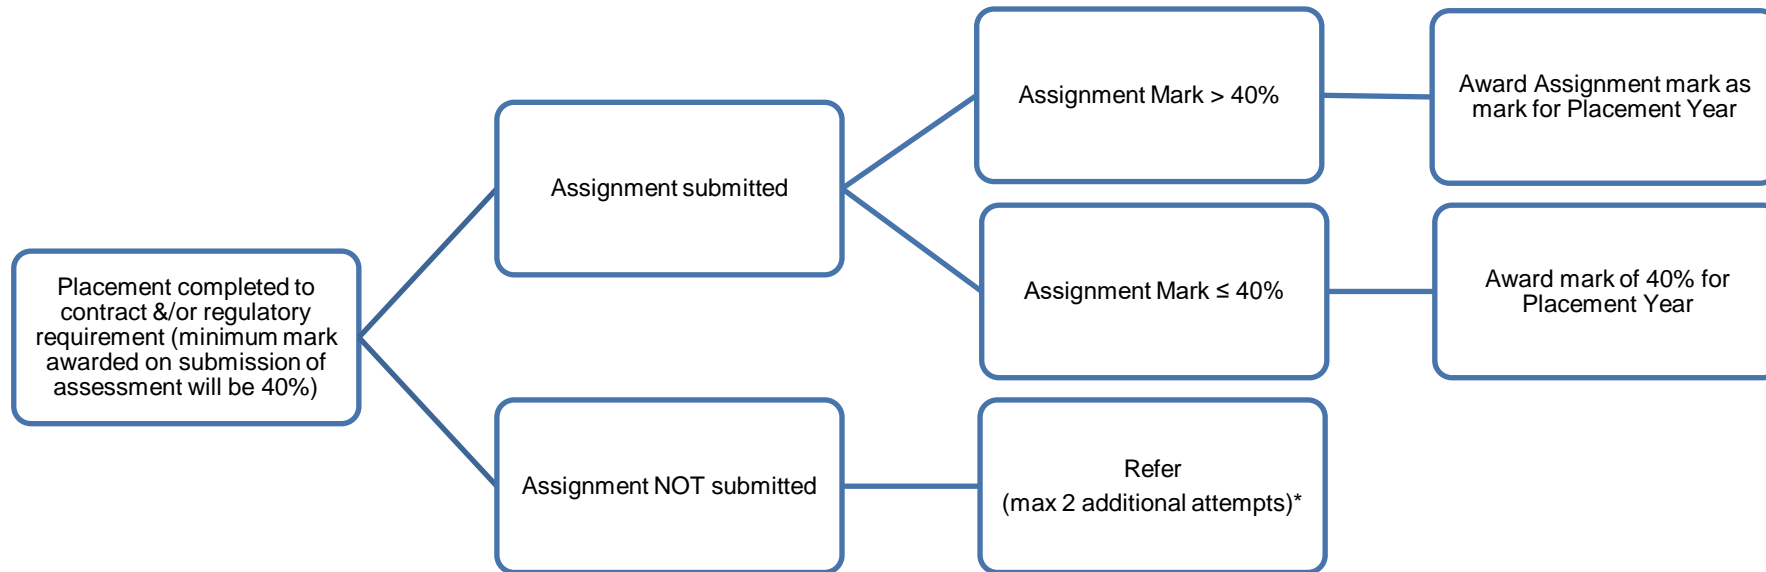 Placement completed to
contract &/or regulatory
requirement (minimum mark
awarded on submission of
assessment will be 40%)
Assignment submitted
Assignment Mark > 40%
Award Assignment mark as
mark for Placement Year
Assignment Mark ≤ 40%
Award mark of 40% for
Placement Year
Assignment NOT submitted
Refer
(max 2 additional attempts)*